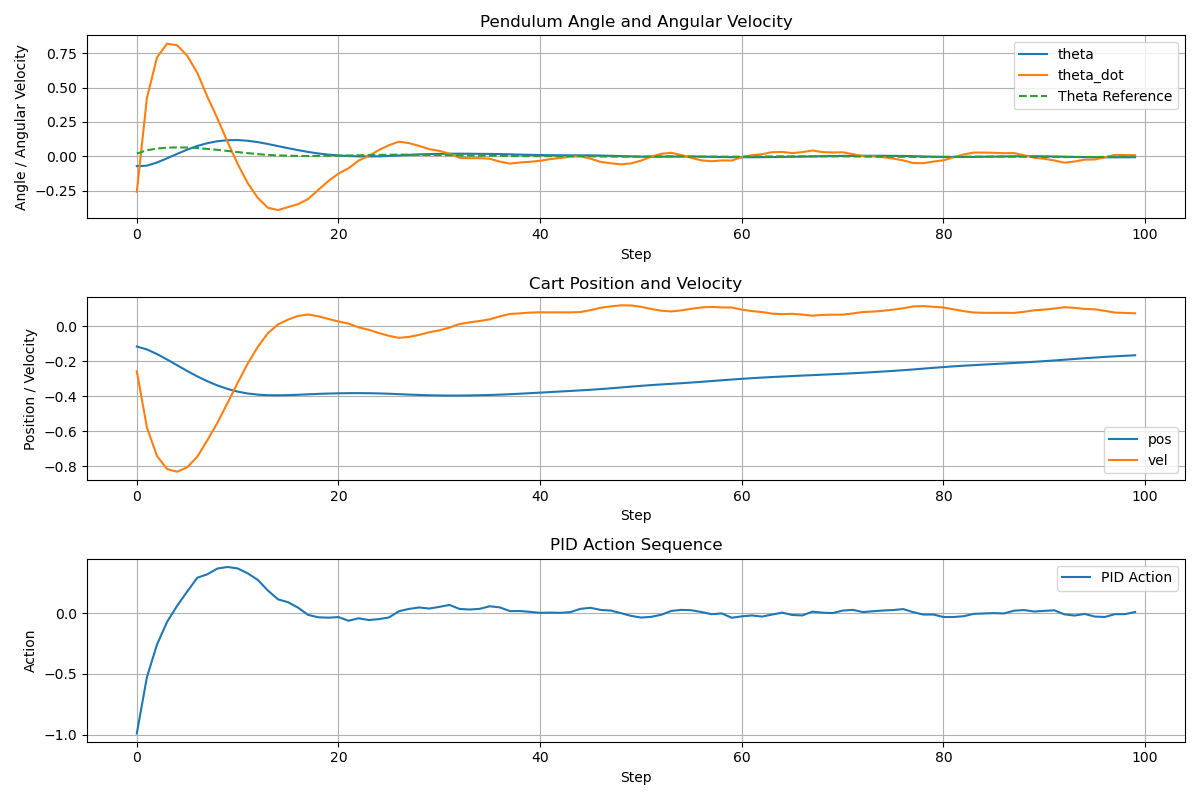 Pendulum Angle and Angular Velocity
Angle / Angular Velocity
0.75
0.50
0.25
0.00
−0.25
theta
theta_dot
Theta Reference
0 20 40 60 80 100
Step
Cart Position and Velocity
Position / Velocity
0.0
−0.2
−0.4
−0.6
−0.8
pos
vel
0 20 40 60 80 100
Step
PID Action Sequence
Action
0.0
−0.5
−1.0
PID Action
0 20 40 60 80 100
Step